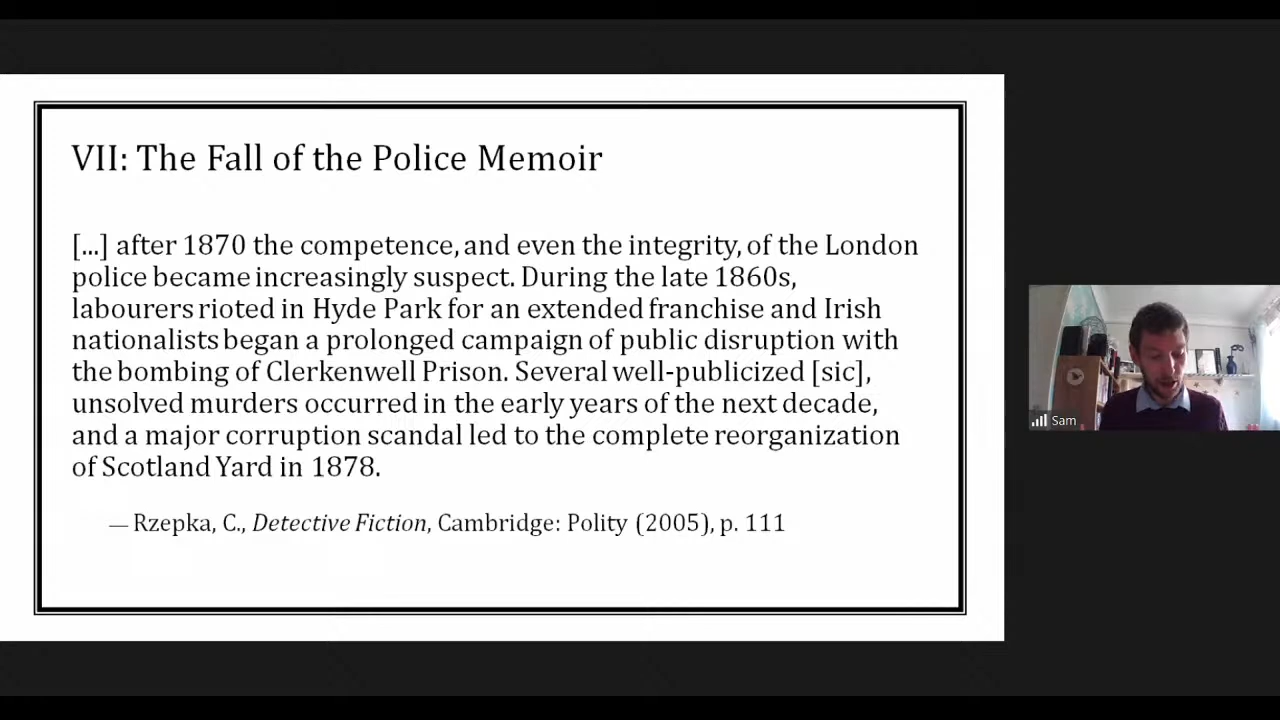 VII: The Fall of the Police Memoir
[...] after 1870 the competence, and even the integrity, of the London
police became increasingly suspect. During the late 1860s,
labourers rioted in Hyde Park for an extended franchise and Irish
nationalists began a prolonged campaign of public disruption with
the bombing of Clerkenwell Prison. Several well-publicized [sic],
unsolved murders occurred in the early years of the next decade,
and a major corruption scandal led to the complete reorganization
of Scotland Yard in 1878.
— Rzepka, C., Detective Fiction, Cambridge: Polity (2005), p. 111
Sam